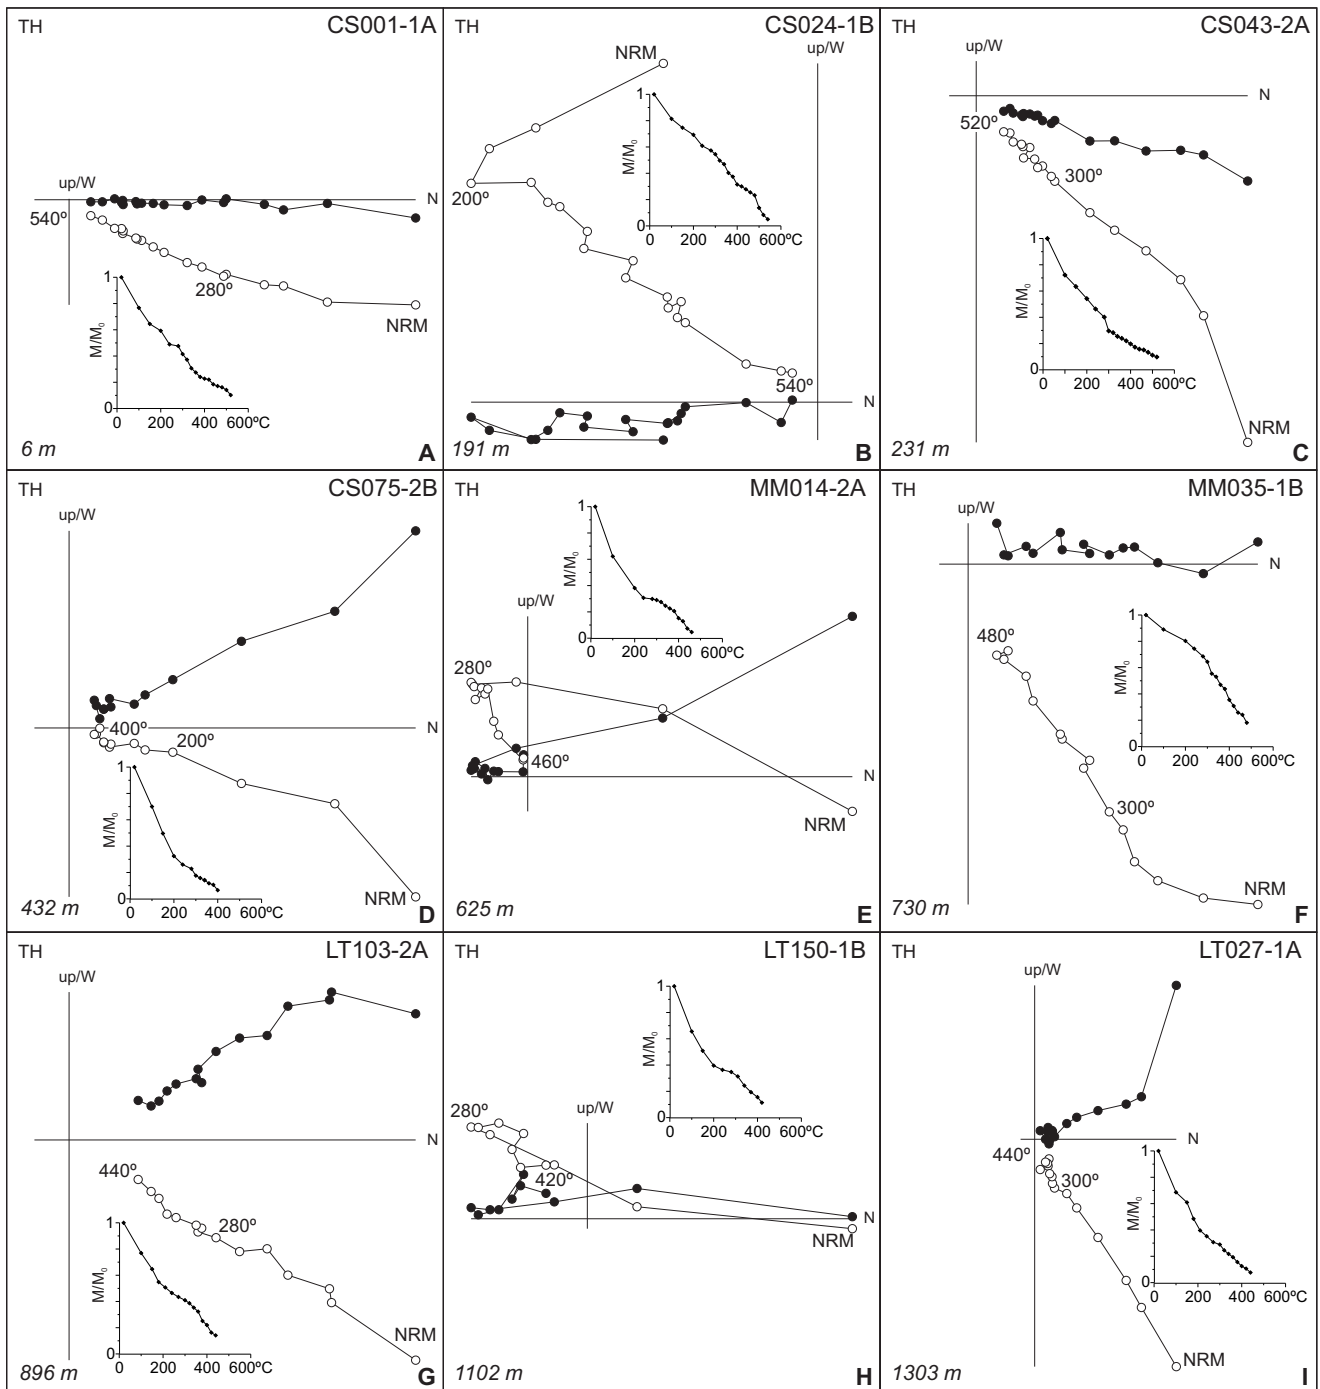 TH CS001-1A
up/W
N
540º
280º
NRM
1
M/M0
0
0 200 400 600ºC
6 m A
TH CS024-1B
NRM
up/W
1
M/M0
0
0 200 400 600ºC
200º
540º
N
191 m B
TH CS043-2A
up/W
N
520º
300º
1
M/M0
0
0 200 400 600ºC
NRM
231 m C
TH CS075-2B
up/W
N
400º
200º
1
M/M0
0
0 200 400 600ºC
NRM
432 m D
TH MM014-2A
1
M/M0
0
0 200 400 600ºC
up/W
280º
460º
N
NRM
625 m E
TH MM035-1B
up/W
N
480º
1
M/M0
0
0 200 400 600ºC
300º
NRM
730 m F
TH LT103-2A
up/W
N
440º
280º
1
M/M0
0
0 200 400 600ºC
NRM
896 m G
TH LT150-1B
1
M/M0
0
0 200 400 600ºC
280º
up/W
420º
N
NRM
1102 m H
TH LT027-1A
up/W
N
440º
300º
1
M/M0
0
0 200 400 600ºC
NRM
1303 m I